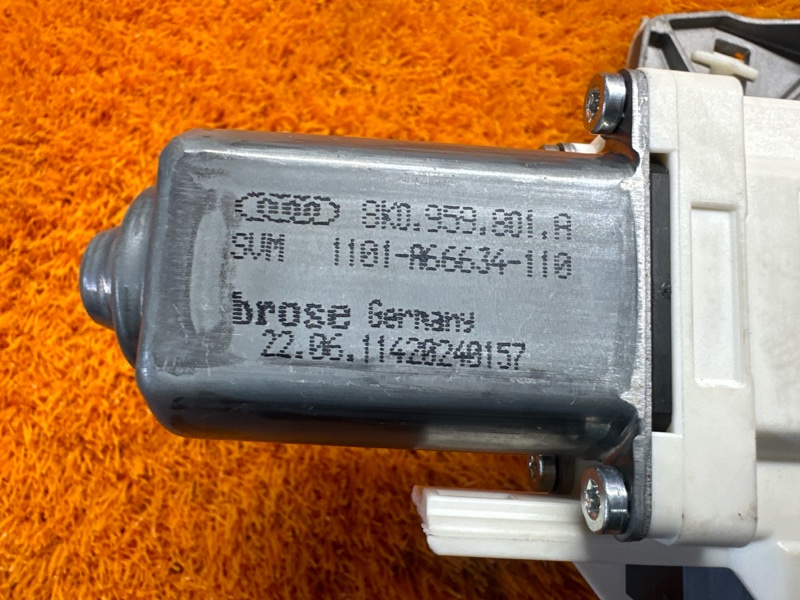 8K0.959.801.A
SVM 1101-A66634-110
brose Germany
22.06.11420240157